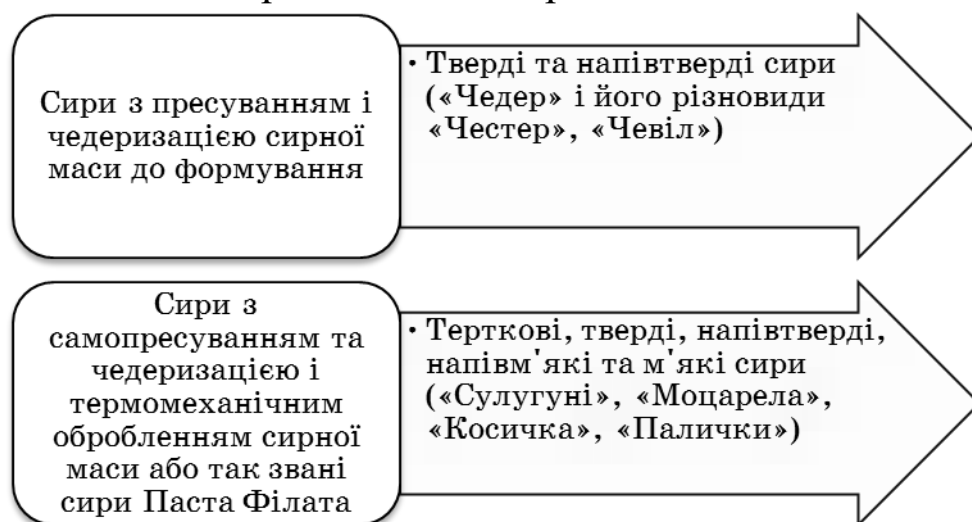 Сири з пресуванням і
чедеризацією сирної
маси до формування
• Тверді та напівтверді сири
(«Чедер» і його різновиди
«Честер», «Чевіл»)
Сири з
самопресуванням та
чедеризацією і
термомеханічним
обробленням сирної
маси або так звані
сири Паста Філата
• Терткові, тверді, напівтверді,
напівм'які та м'які сири
(«Сулугуні», «Моцарела»,
«Косичка», «Палички»)